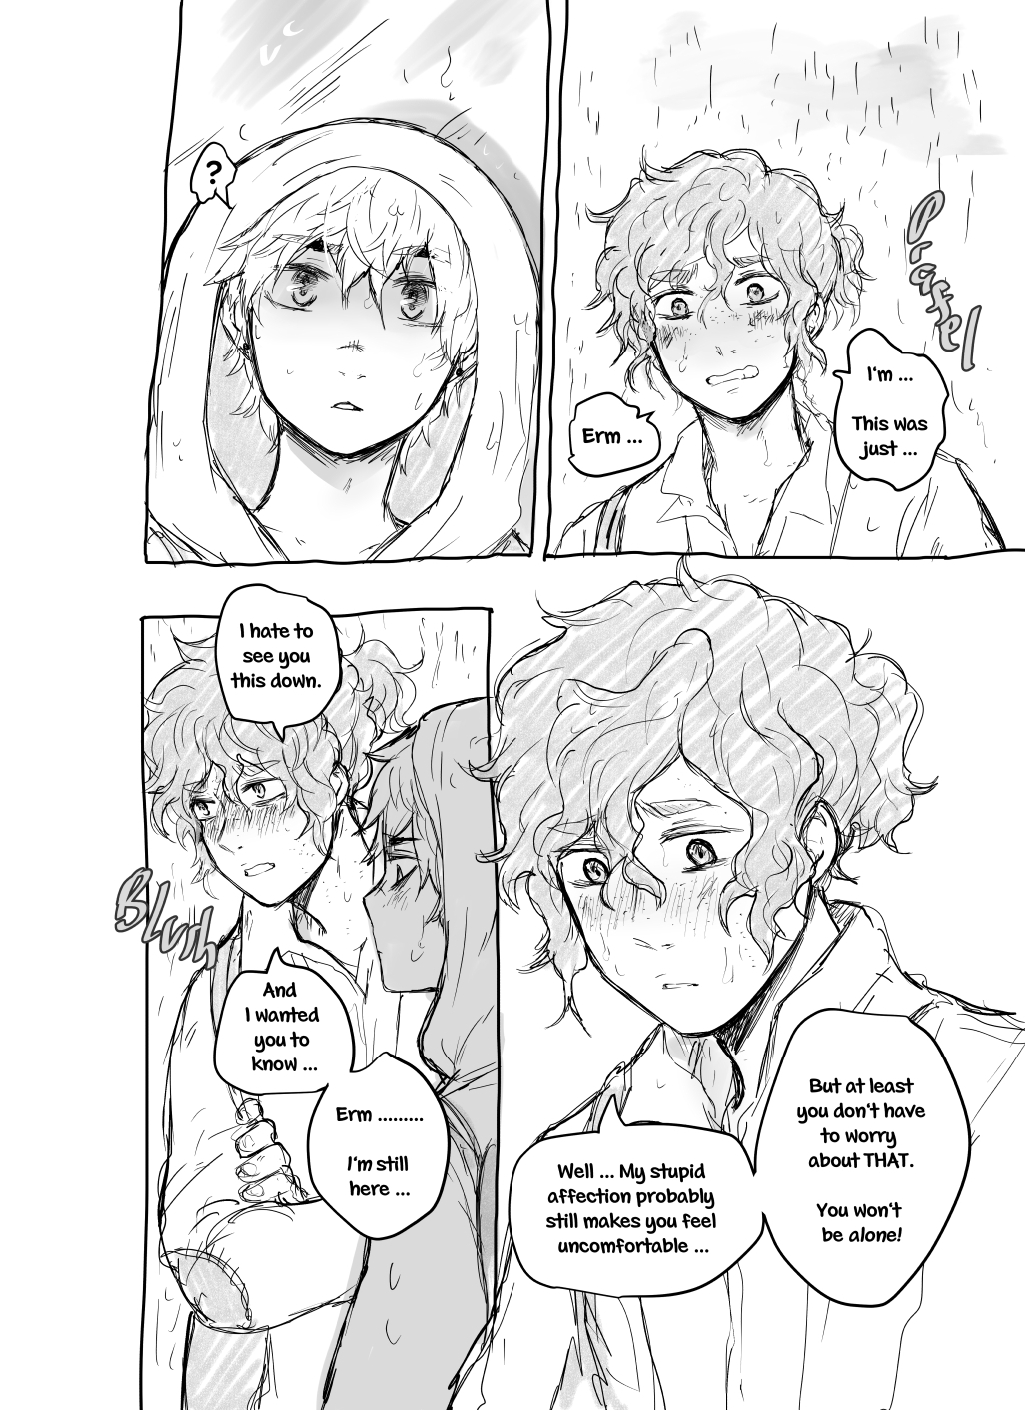 ?
Erm ...
I'm ...
This was
just ...
Prafel
I hate to
see you
this down.
Blush
And
I wanted
you to
know ...
Erm .........
I'm still
here ...
Well ... My stupid
affection probably
still makes you feel
uncomfortable ...
But at least
you don't have
to worry
about THAT.
You won't
be alone!